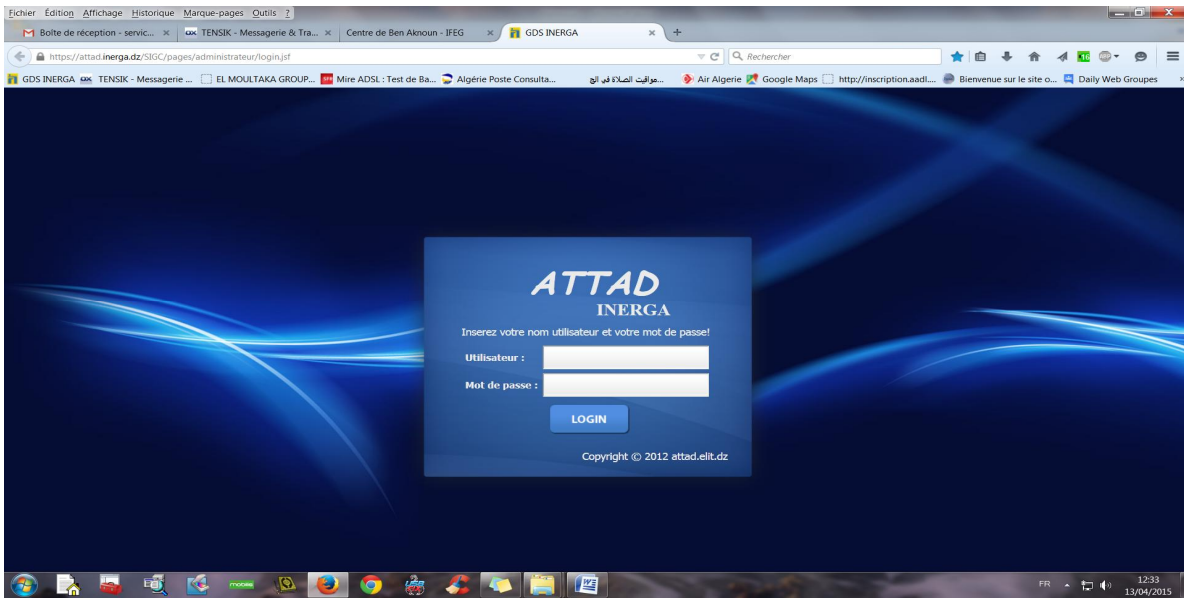 Fichier Édition Affichage Historique Marque-pages Outils ?
Boîte de réception - servic... TENSIK - Messagerie & Tra... Centre de Ben Aknoun - IFEG GDS INERGA
https://attad.inerga.dz/SIGC/pages/administrateur/login.jsf Rechercher
GDS INERGA TENSIK - Messagerie ... EL MOULTAKA GROUP... Mire ADSL : Test de Ba... Algérie Poste Consulta... مواقيت الصلاة في الج... Air Algerie Google Maps http://inscription.aadl.... Bienvenue sur le site o... Daily Web Groupes
ATTAD
INERGA
Inserez votre nom utilisateur et votre mot de passe!
Utilisateur :
Mot de passe :
LOGIN
Copyright © 2012 attad.elit.dz
FR 12:33
13/04/2015